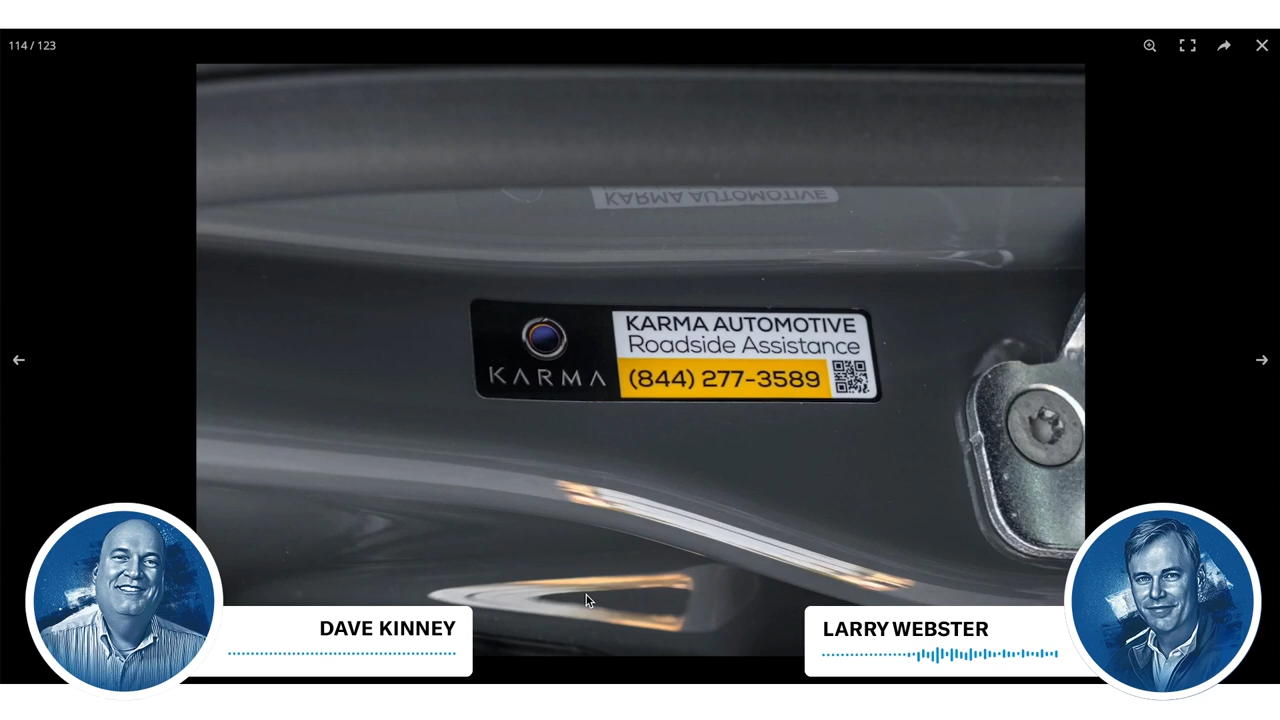 114 / 123
KARMA AUTOMOTIVE
KARMA AUTOMOTIVE
Roadside Assistance
KARMA
(844) 277-3589
DAVE KINNEY
LARRY WEBSTER